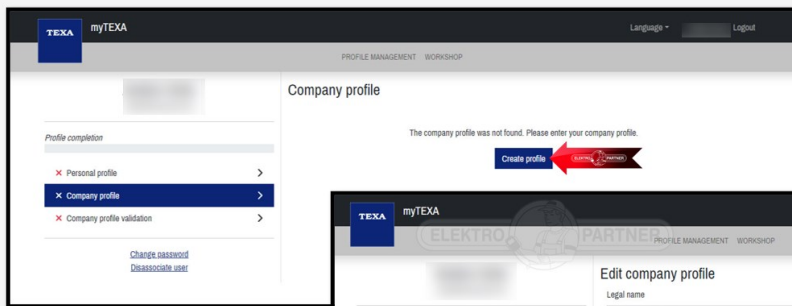 TEXA
myTEXA
Language
Logout
PROFILE MANAGEMENT WORKSHOP
Company profile
Profile completion
The company profile was not found. Please enter your company profile.
Create profile
ELEKTRO PARTNER
× Personal profile
× Company profile
× Company profile validation
Change password
Disassociate user
TEXA
myTEXA
ELEKTRO PARTNER
PROFILE MANAGEMENT WORKSHOP
Edit company profile
Legal name